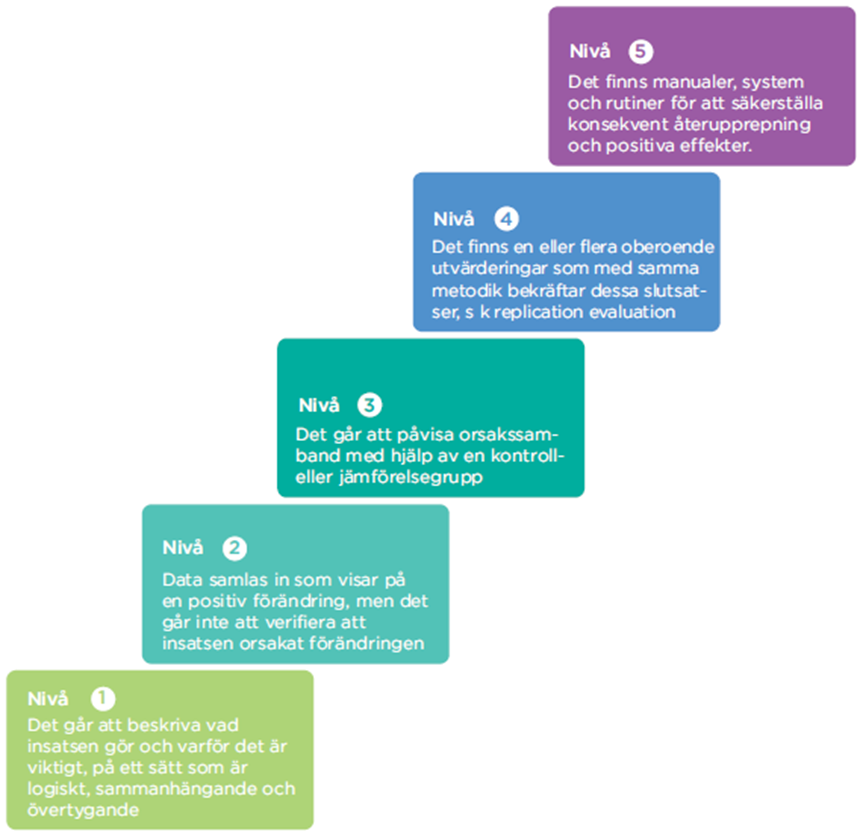 Nivå 5
Det finns manualer, system
och rutiner för att säkerställa
konsekvent återupprepning
och positiva effekter.
Nivå 4
Det finns en eller flera oberoende
utvärderingar som med samma
metodik bekräftar dessa slutsat-
ser, s k replication evaluation
Nivå 3
Det går att påvisa orsakssam-
band med hjälp av en kontroll-
eller jämförelsegrupp
Nivå 2
Data samlas in som visar på
en positiv förändring, men det
går inte att verifiera att
insatsen orsakat förändringen
Nivå 1
Det går att beskriva vad
insatsen gör och varför det är
viktigt, på ett sätt som är
logiskt, sammanhängande och
övertygande